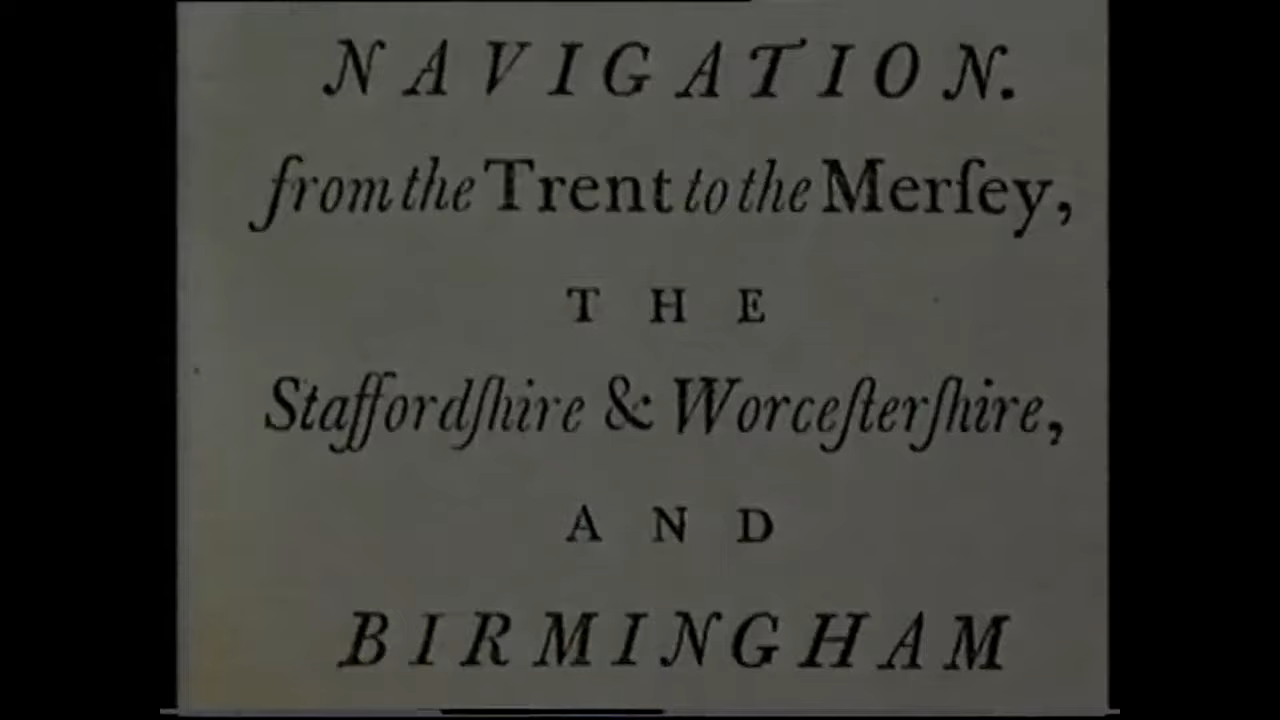 NAVIGATION.
from the Trent to the Merſey,
THE
Staffordſhire & Worceſterſhire,
AND
BIRMINGHAM